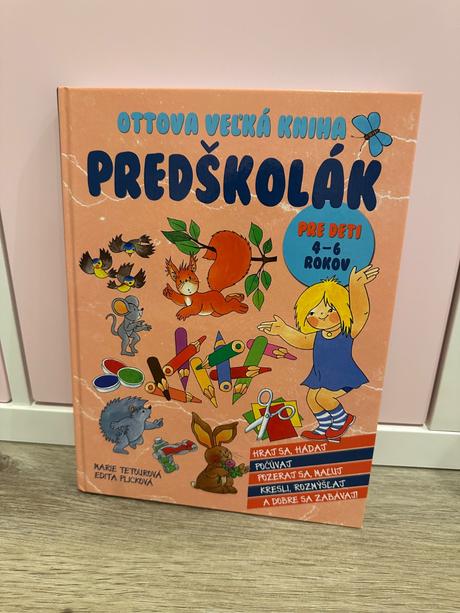 OTTOVA VEĽKÁ KNIHA
PREDŠKOLÁK
PRE DETI
4–6
ROKOV
MARIE TETOUROVÁ
EDITA PLICKOVÁ
HRAJ SA, HÁDAJ
POČÚVAJ
POZERAJ SA, MAĽUJ
KRESLI, ROZMÝŠĽAJ
A DOBRE SA ZABÁVAJ!